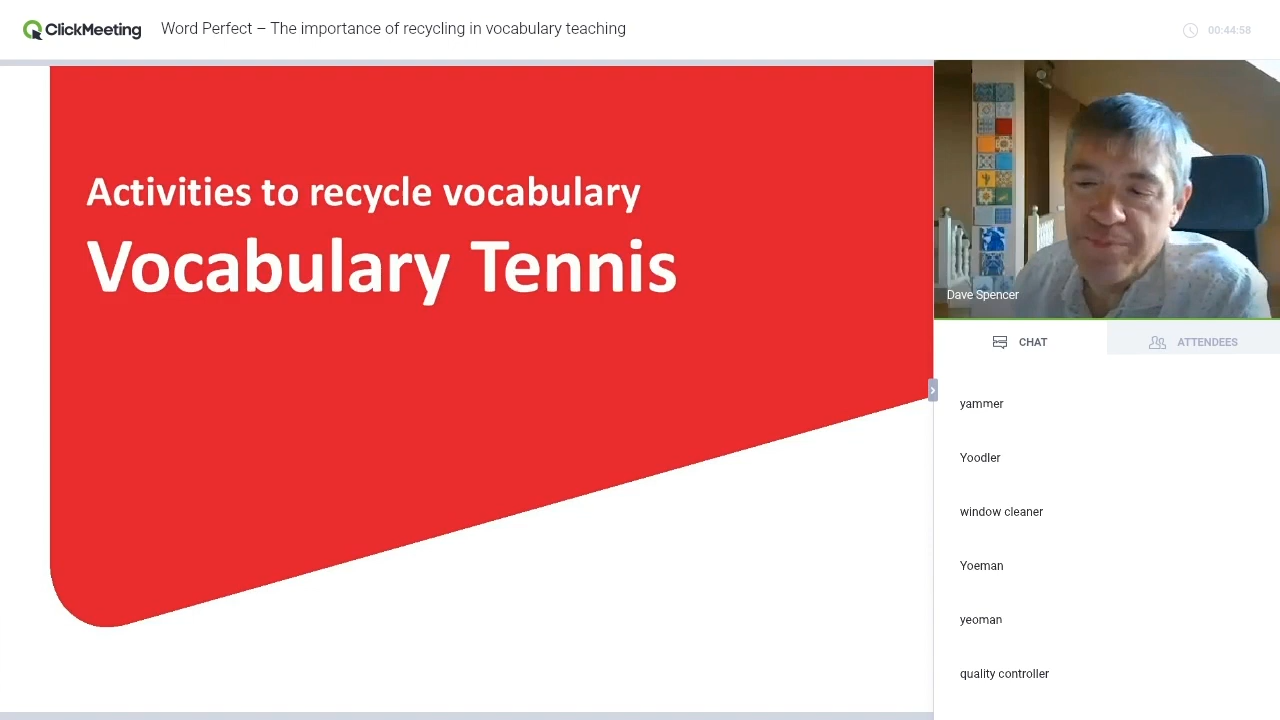 ClickMeeting
Word Perfect – The importance of recycling in vocabulary teaching
00:44:58
Activities to recycle vocabulary
Vocabulary Tennis
Dave Spencer
CHAT
ATTENDEES
yammer
Yoodler
window cleaner
Yoeman
yeoman
quality controller